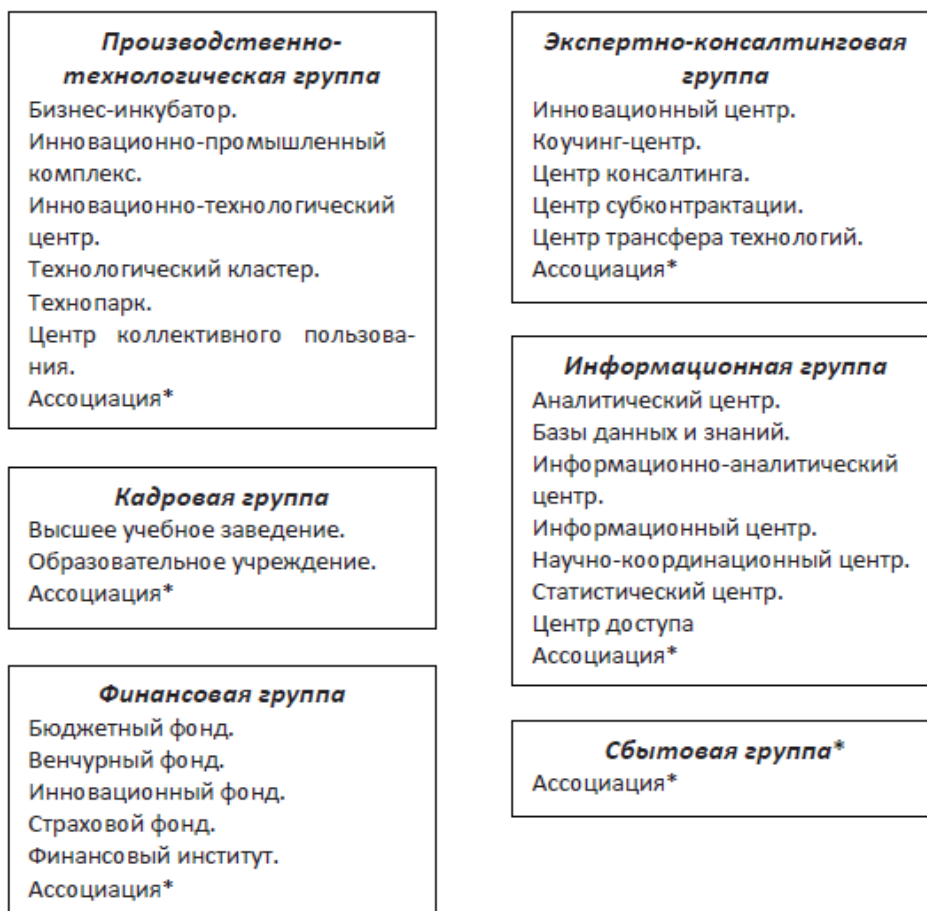 Производственно-
технологическая группа
Бизнес-инкубатор.
Инновационно-промышленный
комплекс.
Инновационно-технологический
центр.
Технологический кластер.
Технопарк.
Центр коллективного пользова-
ния.
Ассоциация*
Кадровая группа
Высшее учебное заведение.
Образовательное учреждение.
Ассоциация*
Финансовая группа
Бюджетный фонд.
Венчурный фонд.
Инновационный фонд.
Страховой фонд.
Финансовый институт.
Ассоциация*
Экспертно-консалтинговая
группа
Инновационный центр.
Коучинг-центр.
Центр консалтинга.
Центр субконтрактации.
Центр трансфера технологий.
Ассоциация*
Информационная группа
Аналитический центр.
Базы данных и знаний.
Информационно-аналитический
центр.
Информационный центр.
Научно-координационный центр.
Статистический центр.
Центр доступа
Ассоциация*
Сбытовая группа*
Ассоциация*